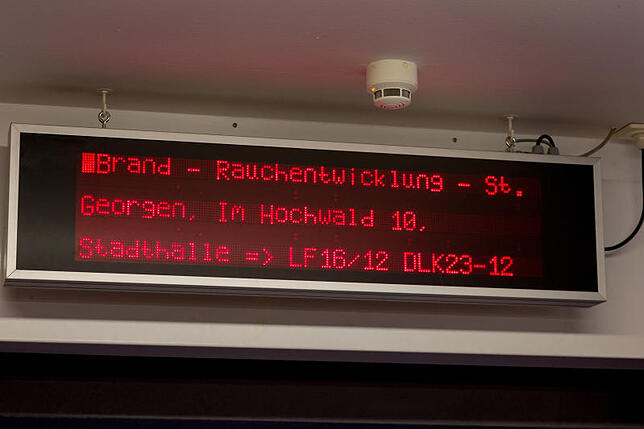 Brand - Rauchentwicklung - St.
Georgen, Im Hochwald 10,
Stadthalle => LF16/12 DLK23-12